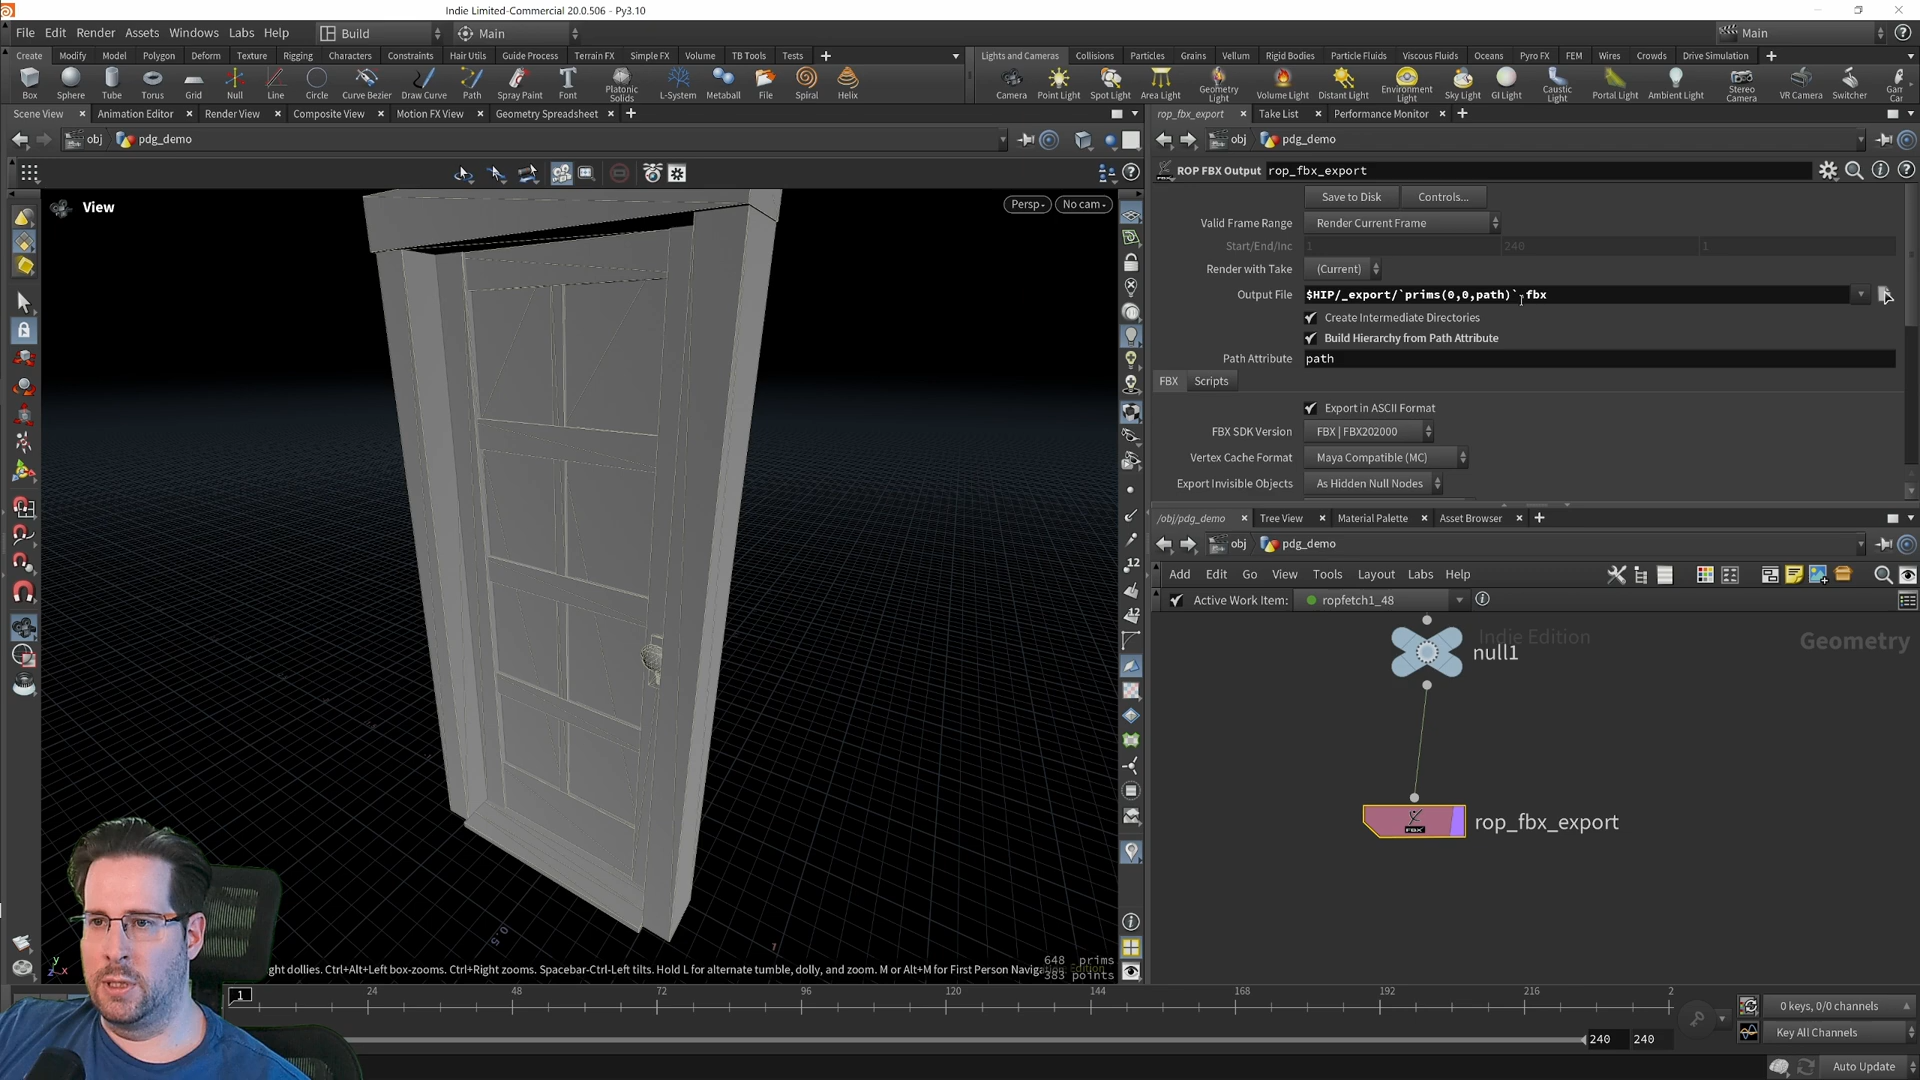 Indie Limited-Commercial 20.0.506 - Py3.10
File Edit Render Assets Windows Labs Help Build Main Main
Create Modify Model Polygon Deform Texture Rigging Characters Constraints Hair Utils Guide Process Terrain FX Simple FX Volume TB Tools Tests
Lights and Cameras Collisions Particles Grains Vellum Rigid Bodies Particle Fluids Viscous Fluids Oceans Pyro FX FEM Wires Crowds Drive Simulation
Box Sphere Tube Torus Grid Null Line Circle Curve Bezier Draw Curve Path Spray Paint Font Platonic Solids L-System Metaball File Spiral Helix
Camera Point Light Spot Light Area Light Geometry Light Volume Light Distant Light Environment Light Sky Light GI Light Caustic Light Portal Light Ambient Light Stereo Camera VR Camera Switcher
Scene View Animation Editor Render View Composite View Motion FX View Geometry Spreadsheet
rop_fbx_export Take List Performance Monitor
obj pdg_demo
obj pdg_demo
ROP FBX Output rop_fbx_export
View
Persp No cam
Save to Disk Controls...
Valid Frame Range Render Current Frame
Start/End/Inc 1 240 1
Render with Take (Current)
Output File $HIP/_export/`prims(0,0,path)`.fbx
Create Intermediate Directories
Build Hierarchy from Path Attribute
Path Attribute path
FBX Scripts
Export in ASCII Format
FBX SDK Version FBX | FBX202000
Vertex Cache Format Maya Compatible (MC)
Export Invisible Objects As Hidden Null Nodes
/obj/pdg_demo Tree View Material Palette Asset Browser
obj pdg_demo
Add Edit Go View Tools Layout Labs Help
Active Work Item: ropfetch1_48
Indie Edition
Geometry
null1
FBX
rop_fbx_export
12
12
0.5
1
648 prims
383 points
ght dollies. Ctrl+Alt+Left box-zooms. Ctrl+Right zooms. Spacebar-Ctrl-Left tilts. Hold L for alternate tumble, dolly, and zoom. M or Alt+M for First Person Navig
y
z x
1 24 48 72 96 120 144 168 192 216 2
0 keys, 0/0 channels
240 240
Key All Channels
Auto Update